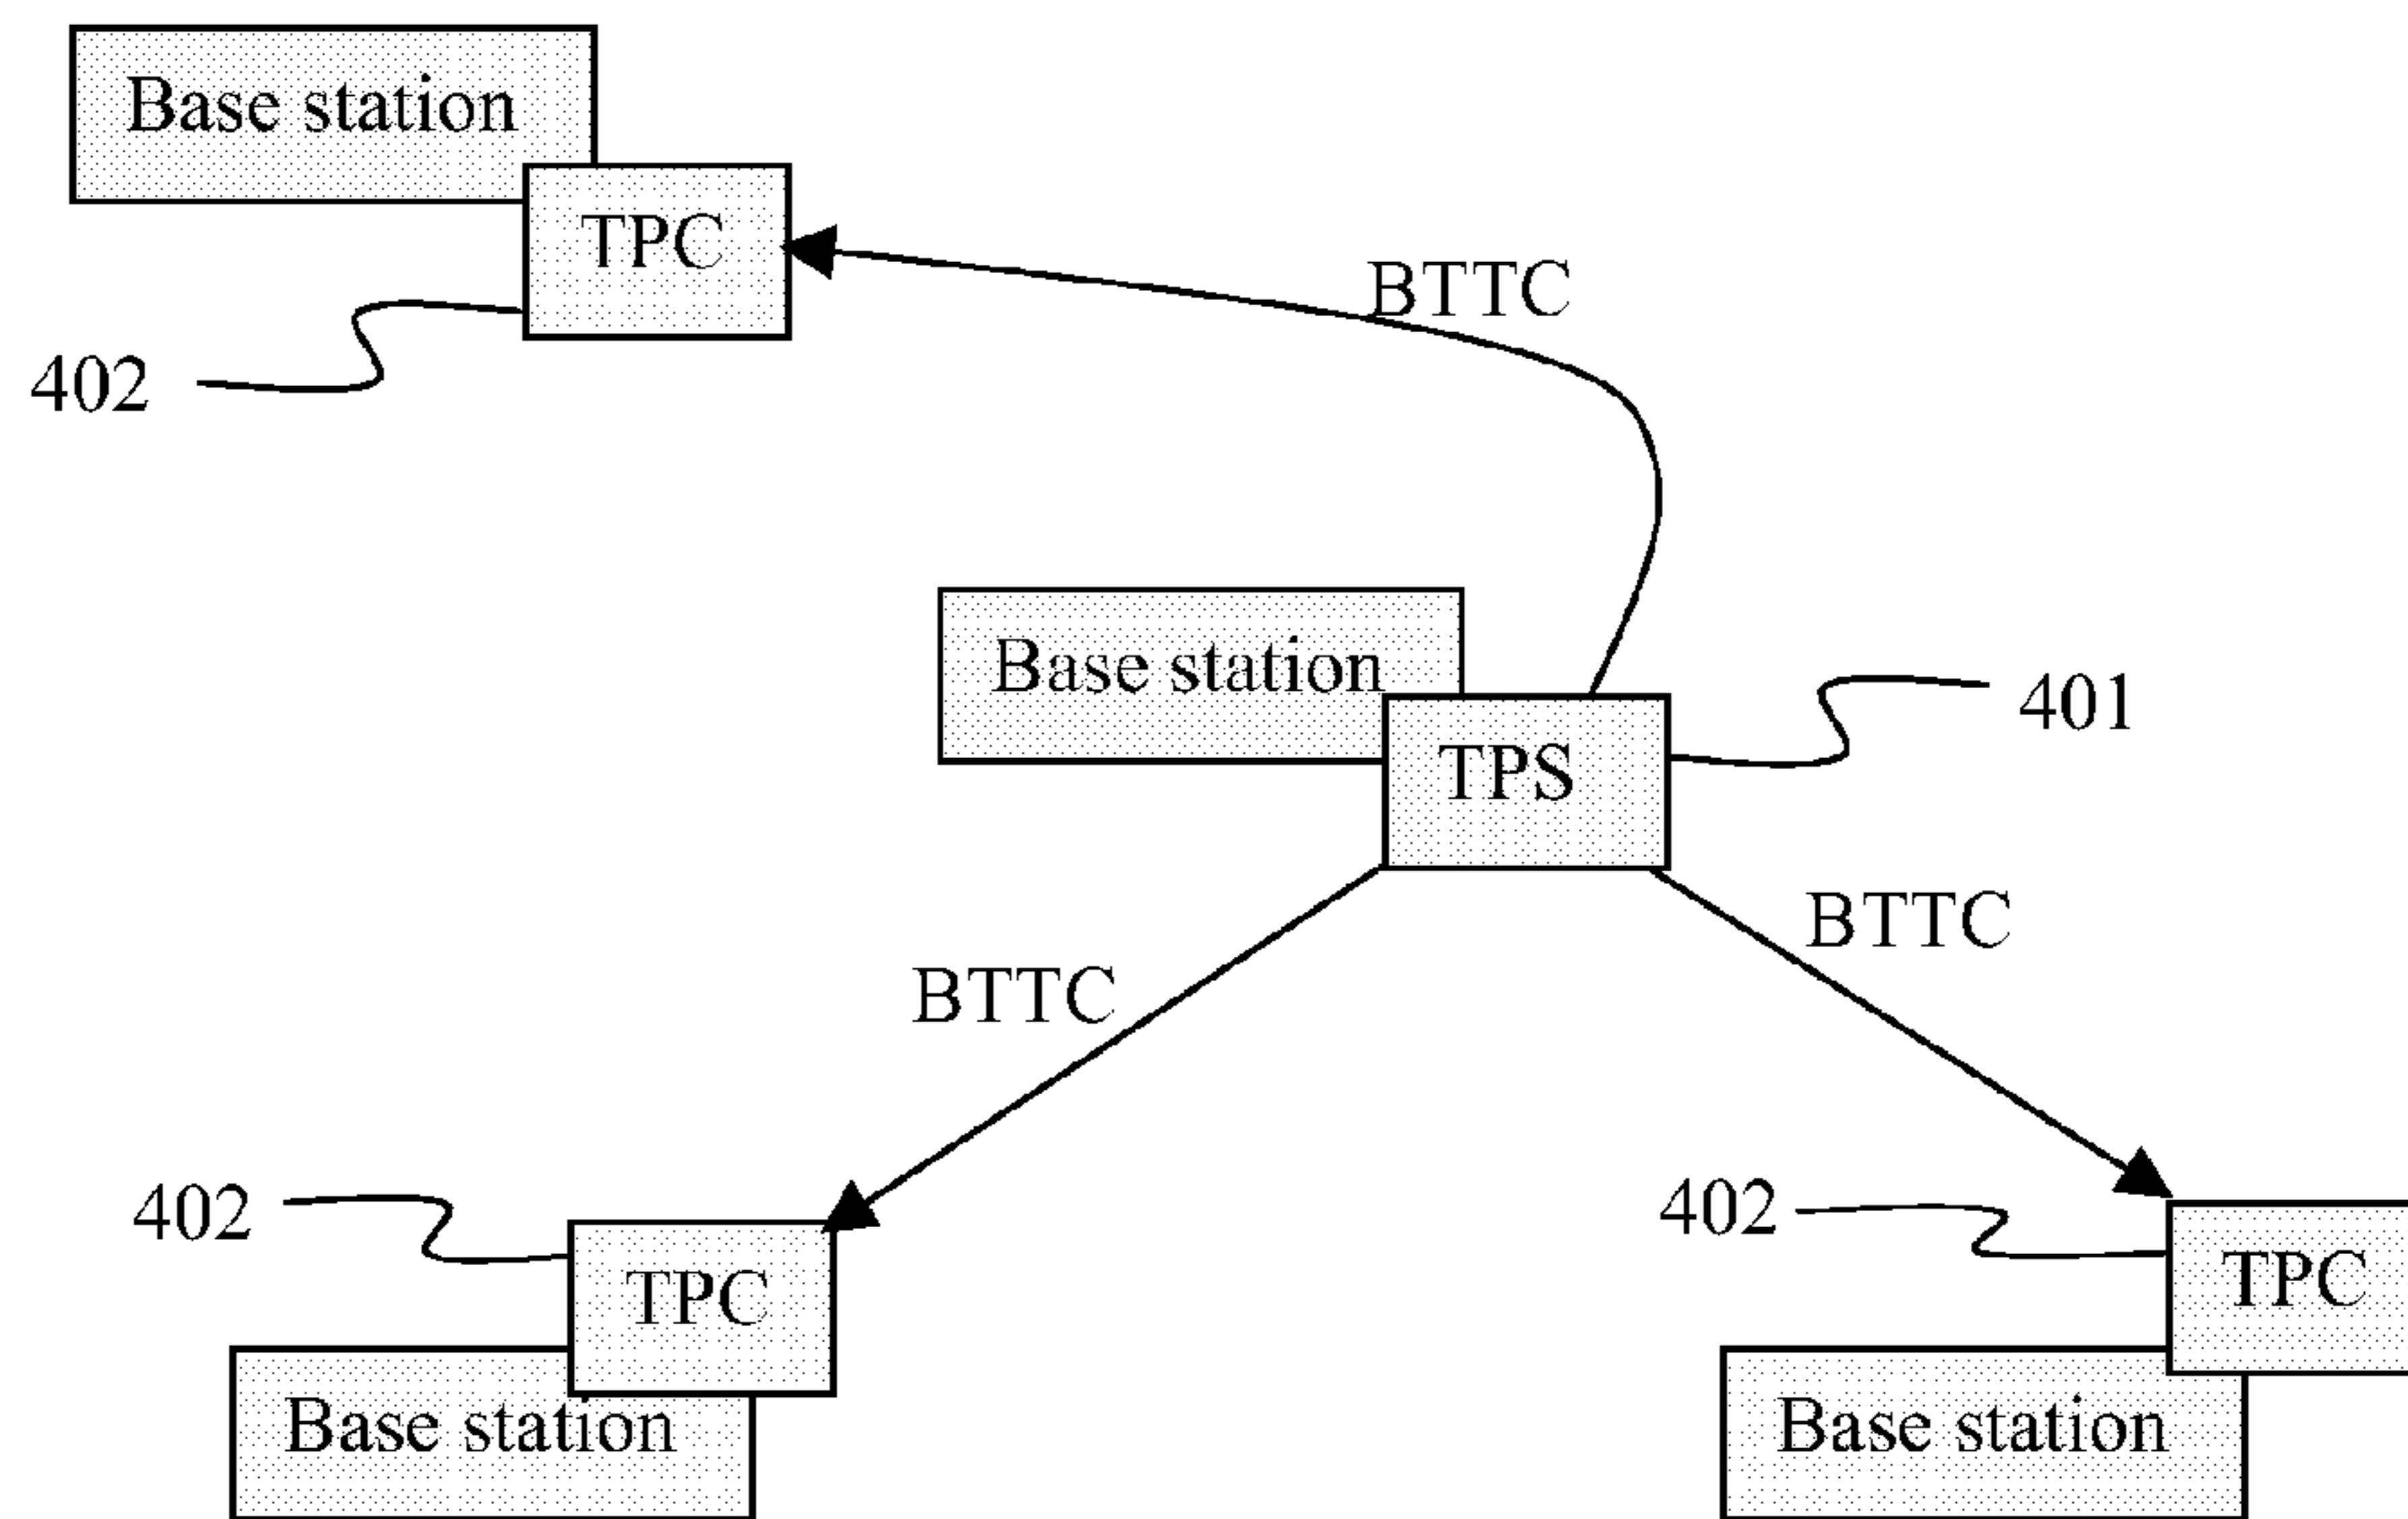 Base station
TPC
BTTC
402
Base station
401
TPS
BTTC
BTTC
402
402
TPC
TPC
Base station
Base station